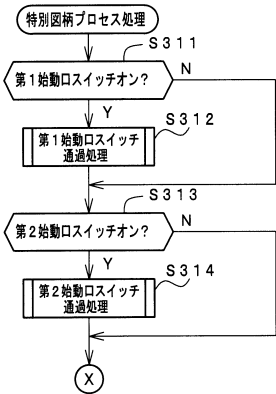 特別図柄プロセス処理
S311
第1始動口スイッチオン?
N
Y
S312
第1始動口スイッチ
通過処理
S313
第2始動口スイッチオン?
N
Y
S314
第2始動口スイッチ
通過処理
X